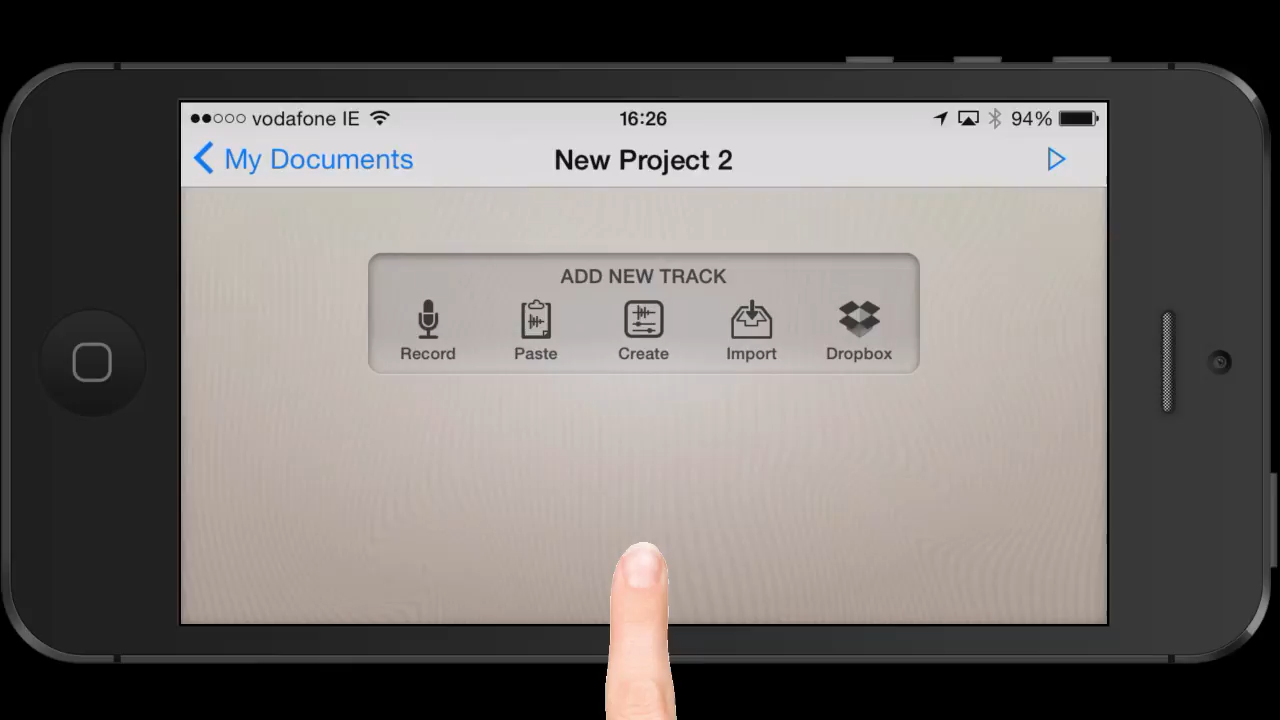 vodafone IE 16:26 94%
My Documents New Project 2
ADD NEW TRACK
Record Paste Create Import Dropbox